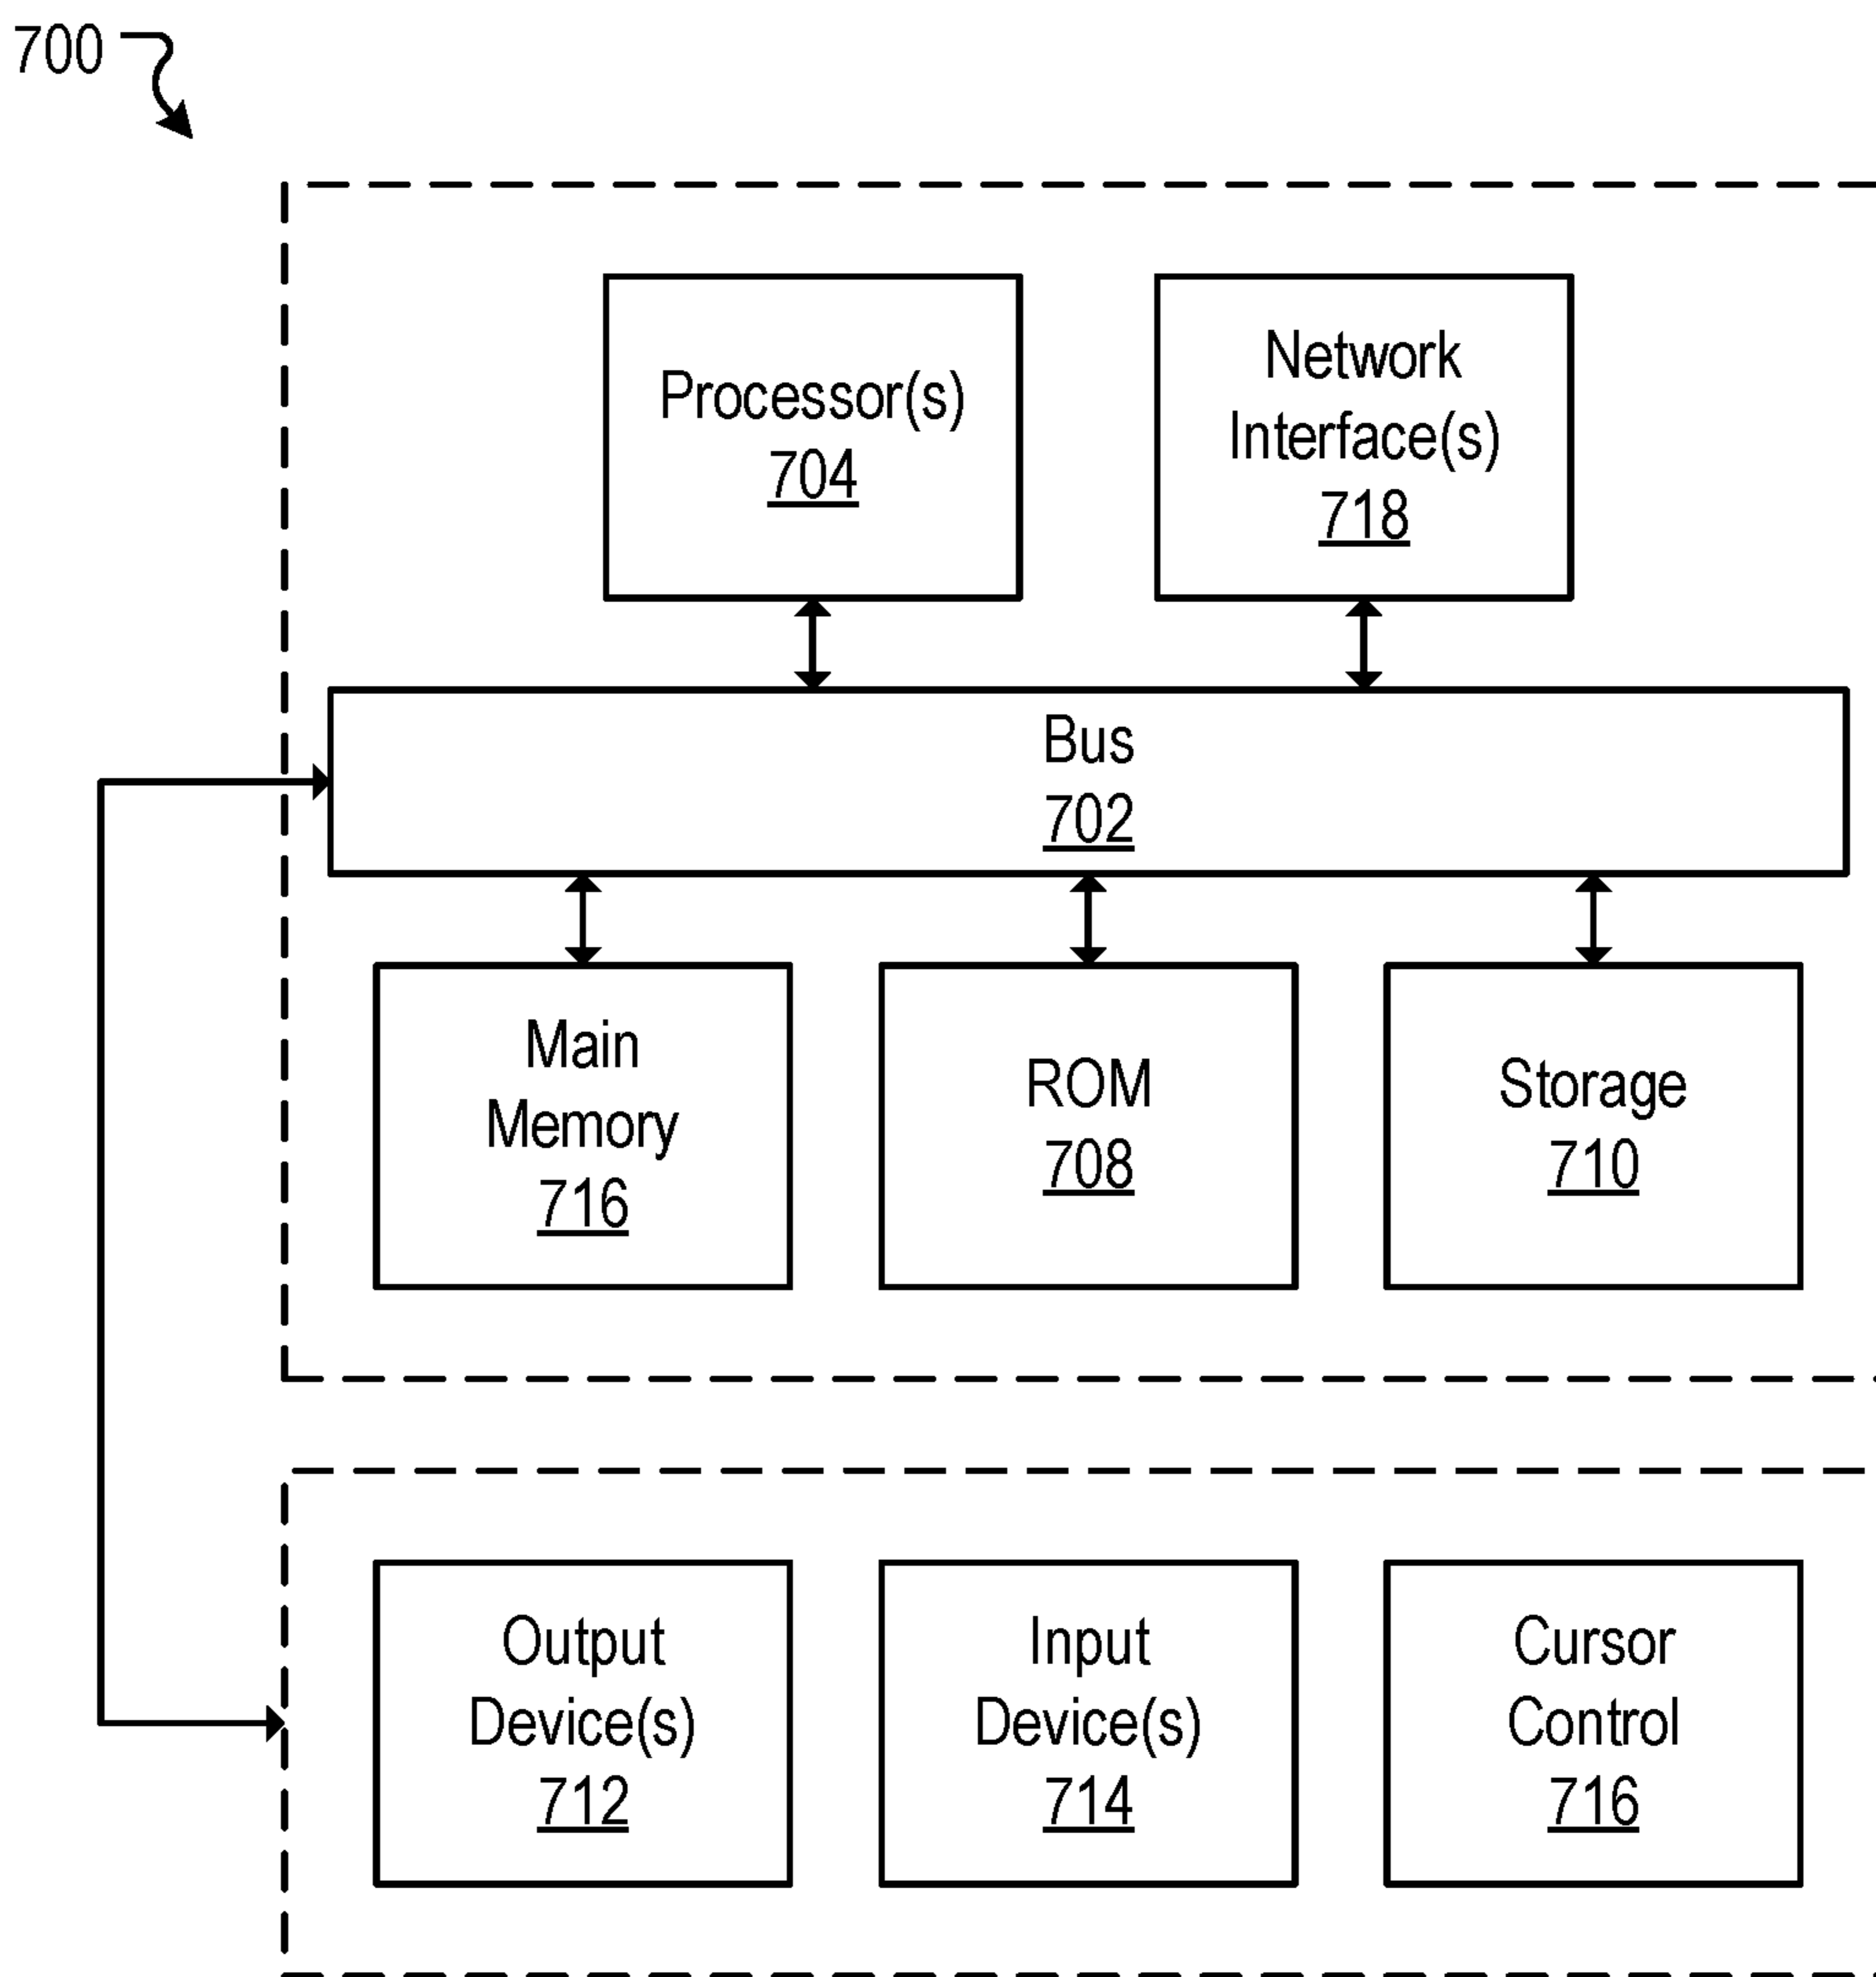 700
Processor(s)
704
Network
Interface(s)
718
Bus
702
Main
Memory
716
ROM
708
Storage
710
Output
Device(s)
712
Input
Device(s)
714
Cursor
Control
716